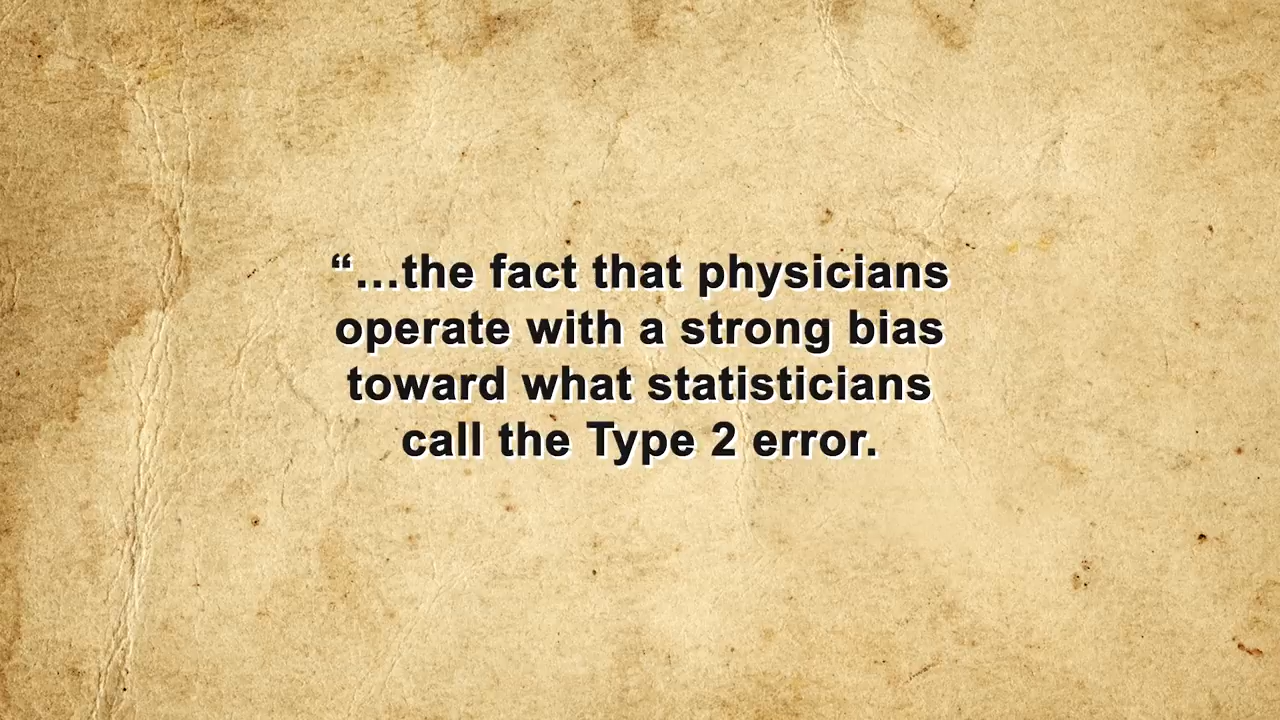 “...the fact that physicians
operate with a strong bias
toward what statisticians
call the Type 2 error.